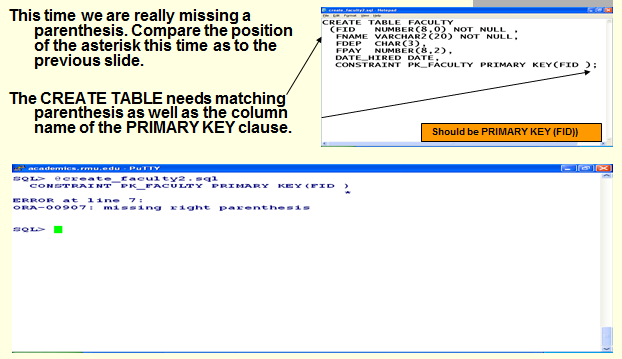 This time we are really missing a
parenthesis. Compare the position
of the asterisk this time as to the
previous slide.
The CREATE TABLE needs matching
parenthesis as well as the column
name of the PRIMARY KEY clause.
create_faculty2.sql - Notepad
File Edit Format View Help
CREATE TABLE FACULTY
(FID NUMBER(8,0) NOT NULL ,
FNAME VARCHAR2(20) NOT NULL,
FDEP CHAR(3),
FPAY NUMBER(8,2),
DATE_HIRED DATE,
CONSTRAINT PK_FACULTY PRIMARY KEY(FID );
Should be PRIMARY KEY (FID))
academics.rmu.edu - PuTTY
SQL> @create_faculty2.sql
CONSTRAINT PK_FACULTY PRIMARY KEY(FID )
*
ERROR at line 7:
ORA-00907: missing right parenthesis
SQL>